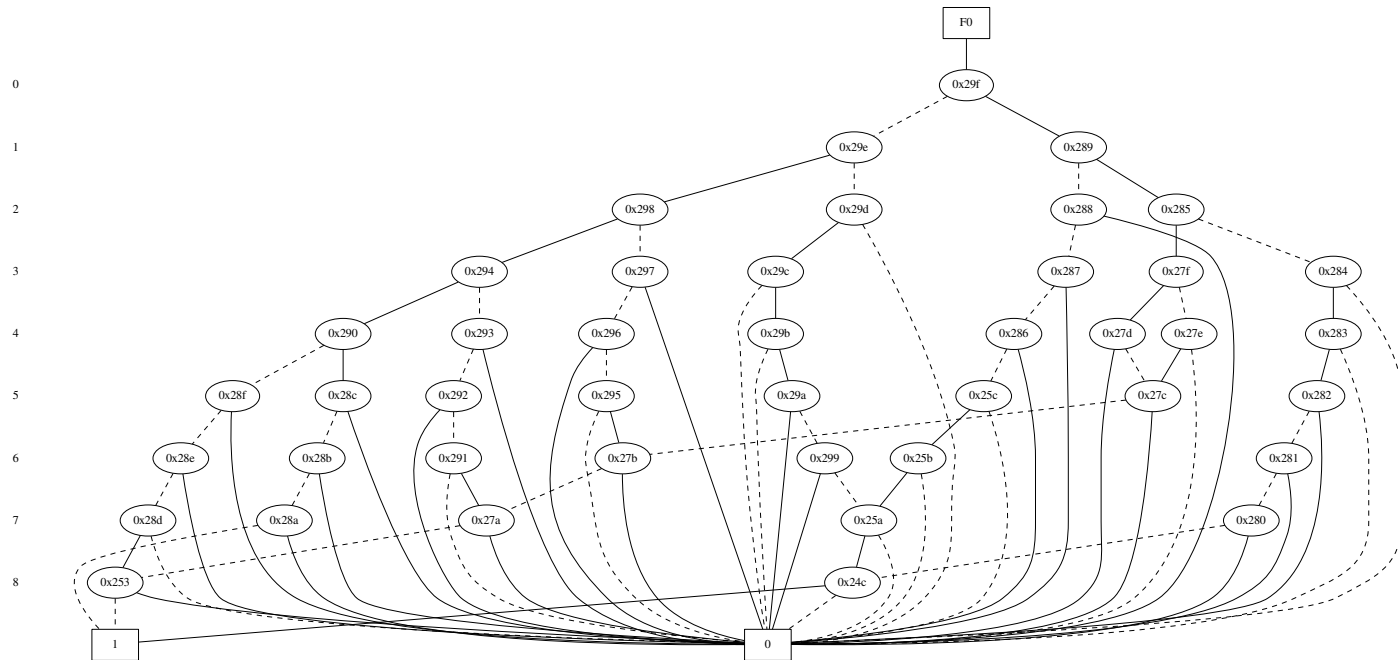 F0
0 0x29f
1 0x29e 0x289
2 0x298 0x29d 0x288 0x285
3 0x294 0x297 0x29c 0x287 0x27f 0x284
4 0x290 0x293 0x296 0x29b 0x286 0x27d 0x27e 0x283
5 0x28f 0x28c 0x292 0x295 0x29a 0x25c 0x27c 0x282
6 0x28e 0x28b 0x291 0x27b 0x299 0x25b 0x281
7 0x28d 0x28a 0x27a 0x25a 0x280
8 0x253 0x24c
1 0